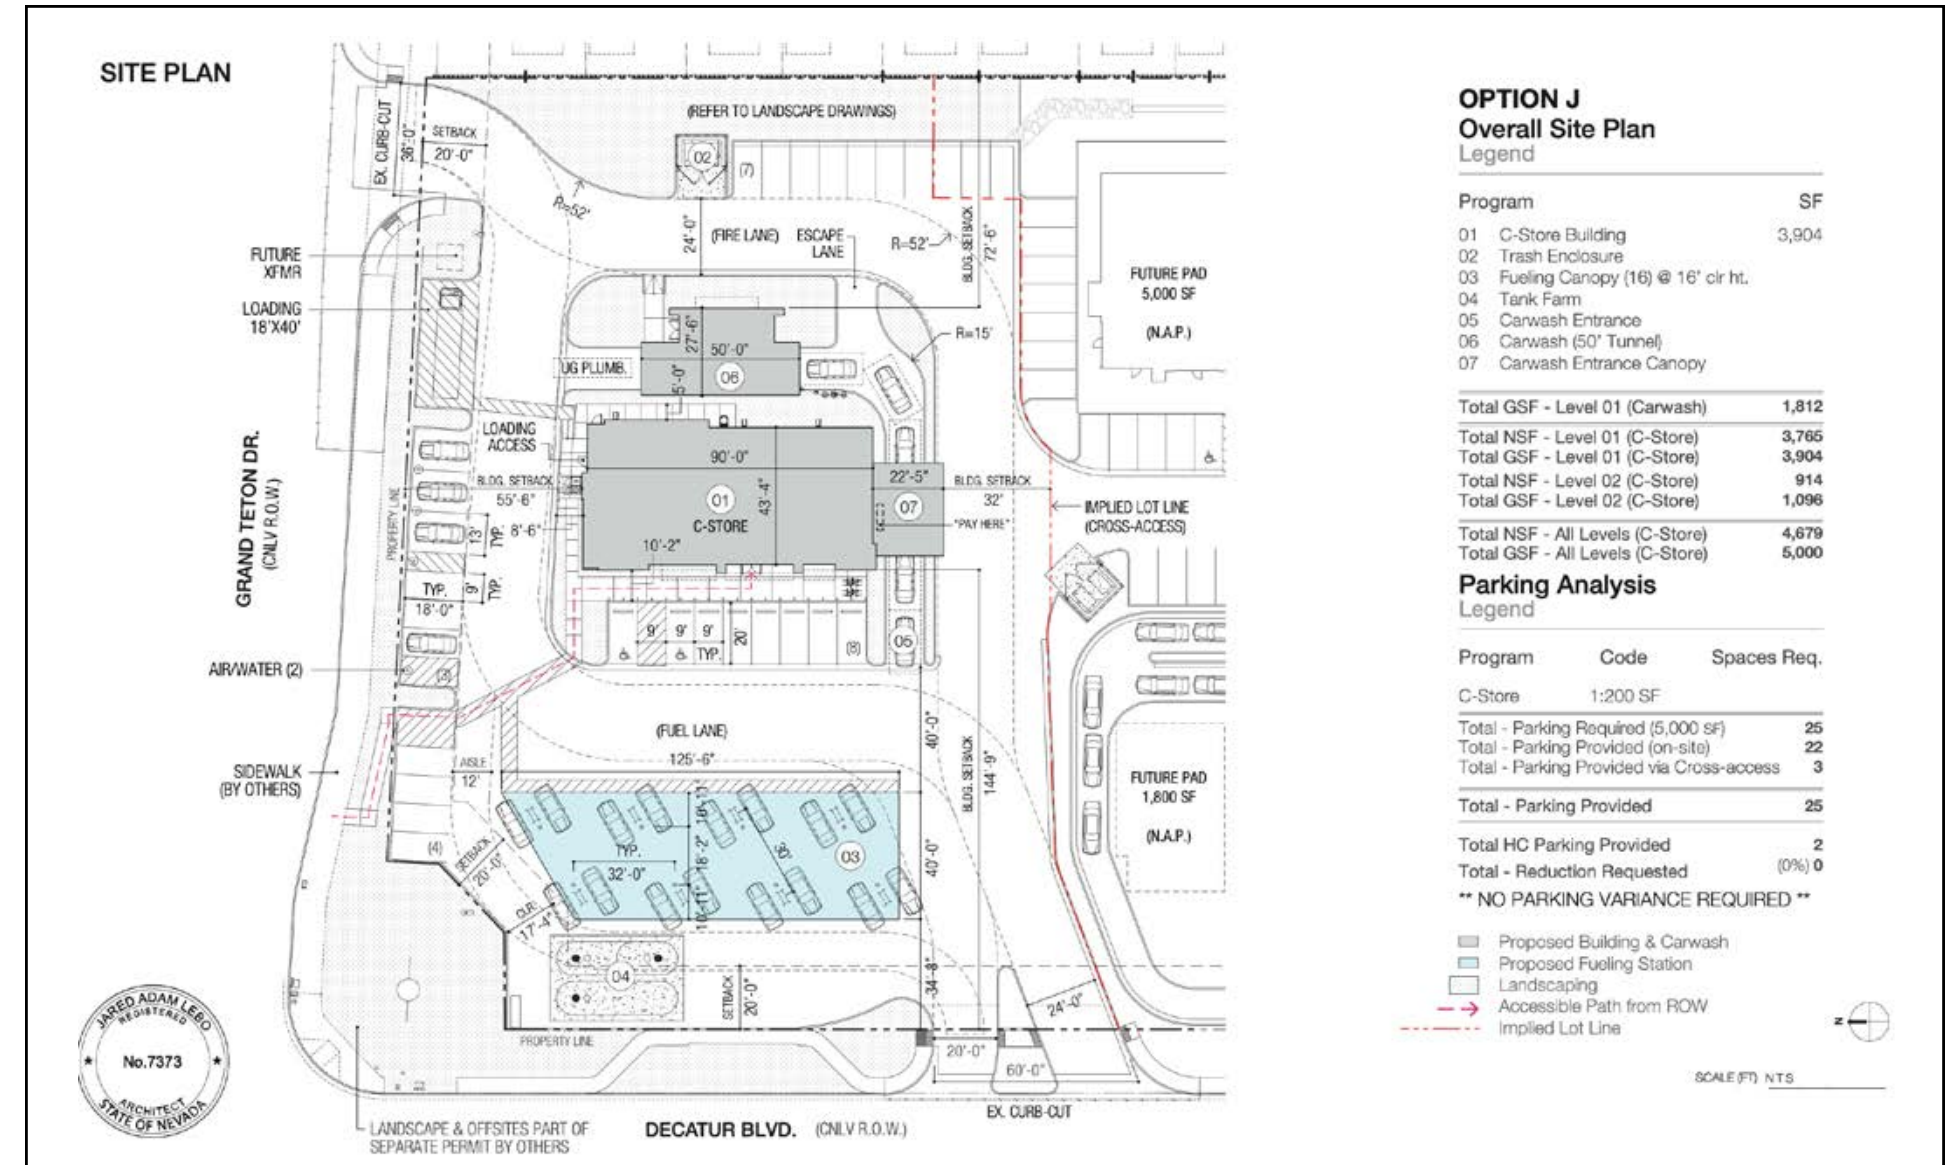 SITE PLAN
EX. CURB-CUT
36'-0"
SETBACK
20'-0"
(REFER TO LANDSCAPE DRAWINGS)
02
(7)
R=52'
24'-0"
(FIRE LANE)
ESCAPE
LANE
R=52'
BLDG. SETBACK
72'-6"
FUTURE
XFMR
LOADING
18'X40'
FUTURE PAD
5,000 SF
(N.A.P.)
R=15'
27'-6"
50'-0"
06
UG PLUMB.
5'-0"
LOADING
ACCESS
90'-0"
BLDG. SETBACK
55'-6"
8'-6"
01
C-STORE
43'-4"
10'-2"
22'-5"
07
"PAY HERE"
BLDG. SETBACK
32'
IMPLIED LOT LINE
(CROSS-ACCESS)
GRAND TETON DR.
(CNLV R.O.W.)
PROPERTY LINE
13'
TYP.
TYP.
18'-0"
9'
TYP.
9'
9'
9'
TYP.
20'
(8)
05
AIR/WATER (2)
(3)
(FUEL LANE)
125'-6"
40'-0"
BLDG. SETBACK
144'-9"
SIDEWALK
(BY OTHERS)
AISLE
12'
(4)
SETBACK
20'-0"
TYP.
32'-0"
18'-2"
10'-11"
30'
03
40'-0"
FUTURE PAD
1,800 SF
(N.A.P.)
CLR.
17'-4"
04
SETBACK
20'-0"
34'-8"
24'-0"
PROPERTY LINE
20'-0"
60'-0"
EX. CURB-CUT
LANDSCAPE & OFFSITES PART OF
SEPARATE PERMIT BY OTHERS
DECATUR BLVD. (CNLV R.O.W.)
JARED ADAM LEBO
REGISTERED
No.7373
ARCHITECT
STATE OF NEVADA
OPTION J
Overall Site Plan
Legend
Program SF
01 C-Store Building 3,904
02 Trash Enclosure
03 Fueling Canopy (16) @ 16' clr ht.
04 Tank Farm
05 Carwash Entrance
06 Carwash (50' Tunnel)
07 Carwash Entrance Canopy
Total GSF - Level 01 (Carwash) 1,812
Total NSF - Level 01 (C-Store) 3,765
Total GSF - Level 01 (C-Store) 3,904
Total NSF - Level 02 (C-Store) 914
Total GSF - Level 02 (C-Store) 1,096
Total NSF - All Levels (C-Store) 4,679
Total GSF - All Levels (C-Store) 5,000
Parking Analysis
Legend
Program Code Spaces Req.
C-Store 1:200 SF
Total - Parking Required (5,000 SF) 25
Total - Parking Provided (on-site) 22
Total - Parking Provided via Cross-access 3
Total - Parking Provided 25
Total HC Parking Provided 2
Total - Reduction Requested (0%) 0
** NO PARKING VARIANCE REQUIRED **
Proposed Building & Carwash
Proposed Fueling Station
Landscaping
Accessible Path from ROW
Implied Lot Line
N
SCALE (FT) NTS